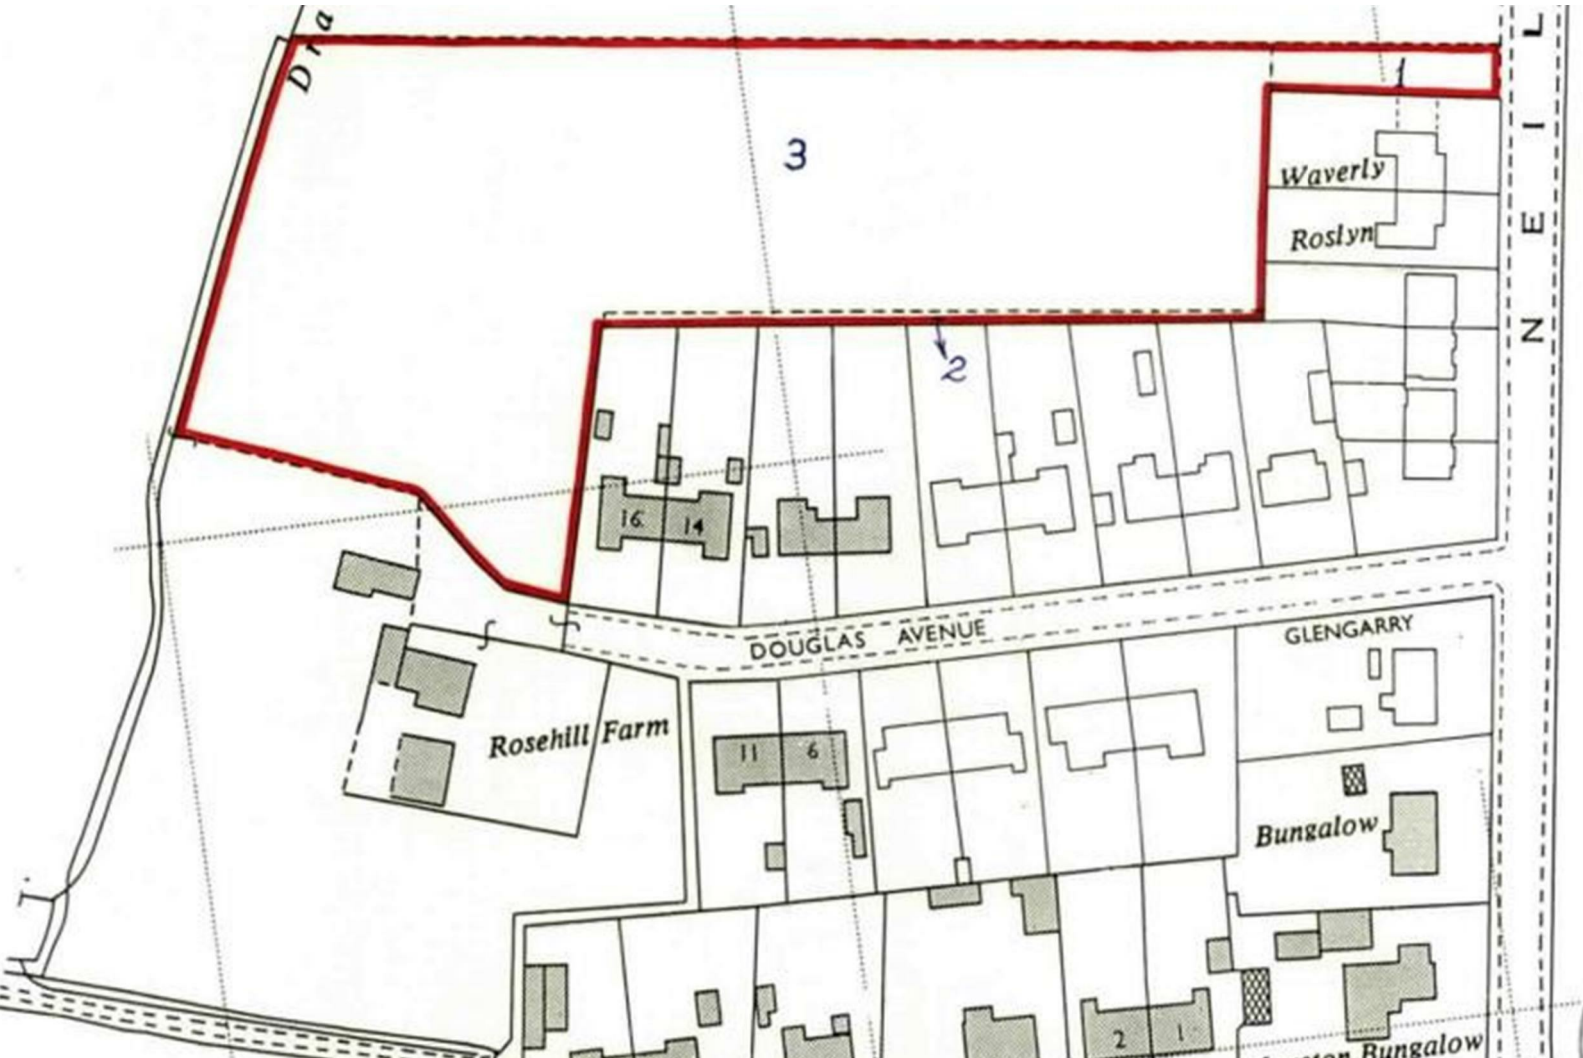 Dra
1
3
Waverly
Roslyn
2
16
14
DOUGLAS AVENUE
GLENGARRY
Rosehill Farm
11
6
Bungalow
2
1
Bungalow
NEIL